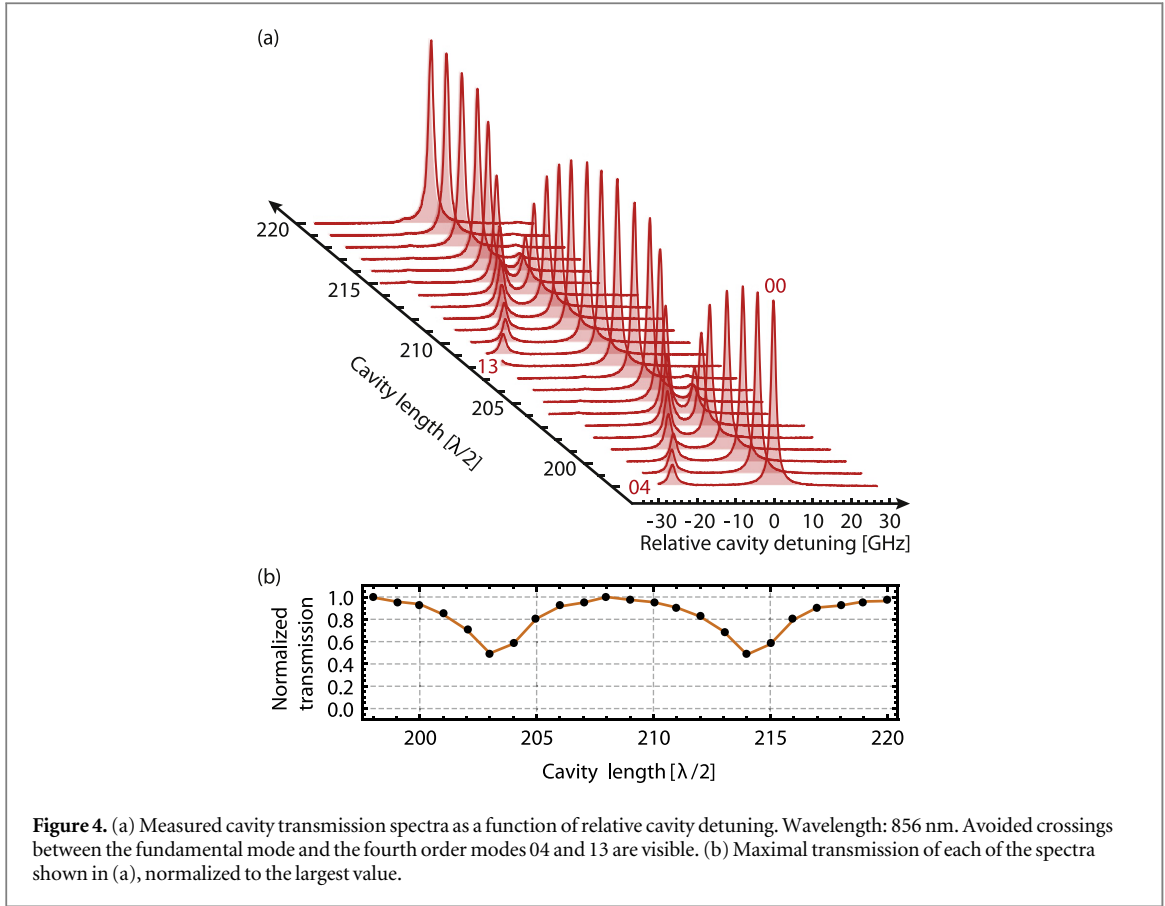 (a)
00
220
215
210
13
205
200
04
Cavity length [λ/2]
-30 -20 -10 0 10 20 30
Relative cavity detuning [GHz]
(b)
Normalized
transmission
1.0
0.8
0.6
0.4
0.2
0.0
200 205 210 215 220
Cavity length [λ/2]
Figure 4. (a) Measured cavity transmission spectra as a function of relative cavity detuning. Wavelength: 856 nm. Avoided crossings
between the fundamental mode and the fourth order modes 04 and 13 are visible. (b) Maximal transmission of each of the spectra
shown in (a), normalized to the largest value.